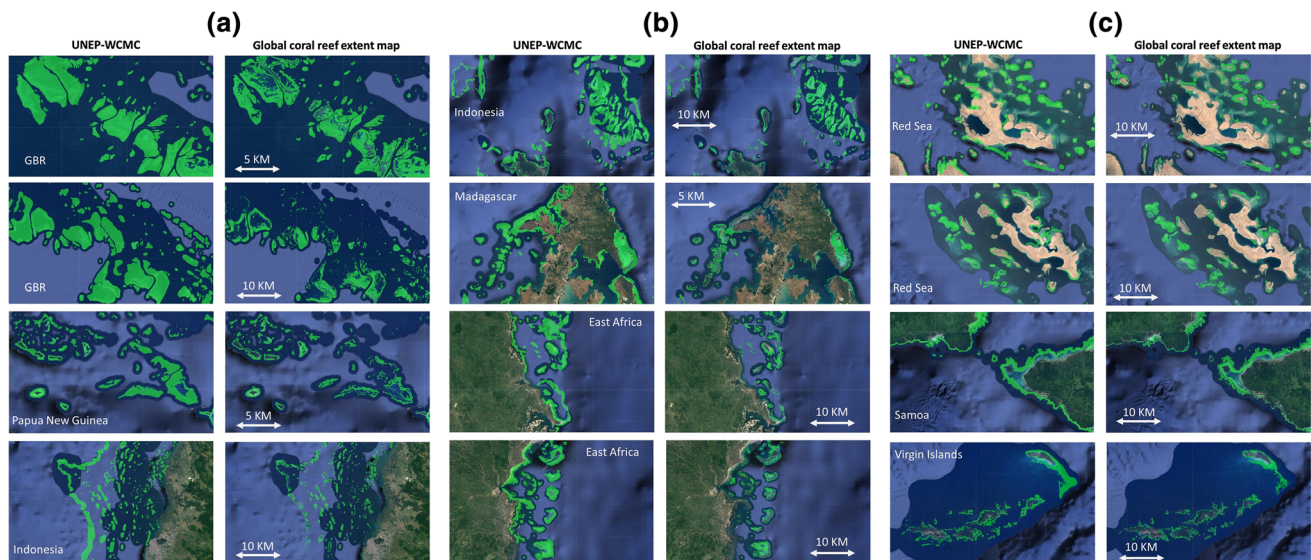 (a)
UNEP-WCMC Global coral reef extent map
GBR
5 KM
GBR
10 KM
Papua New Guinea
5 KM
Indonesia
10 KM
(b)
UNEP-WCMC Global coral reef extent map
Indonesia
10 KM
Madagascar
5 KM
East Africa
10 KM
East Africa
10 KM
(c)
UNEP-WCMC Global coral reef extent map
Red Sea
10 KM
Red Sea
10 KM
Samoa
10 KM
Virgin Islands
10 KM